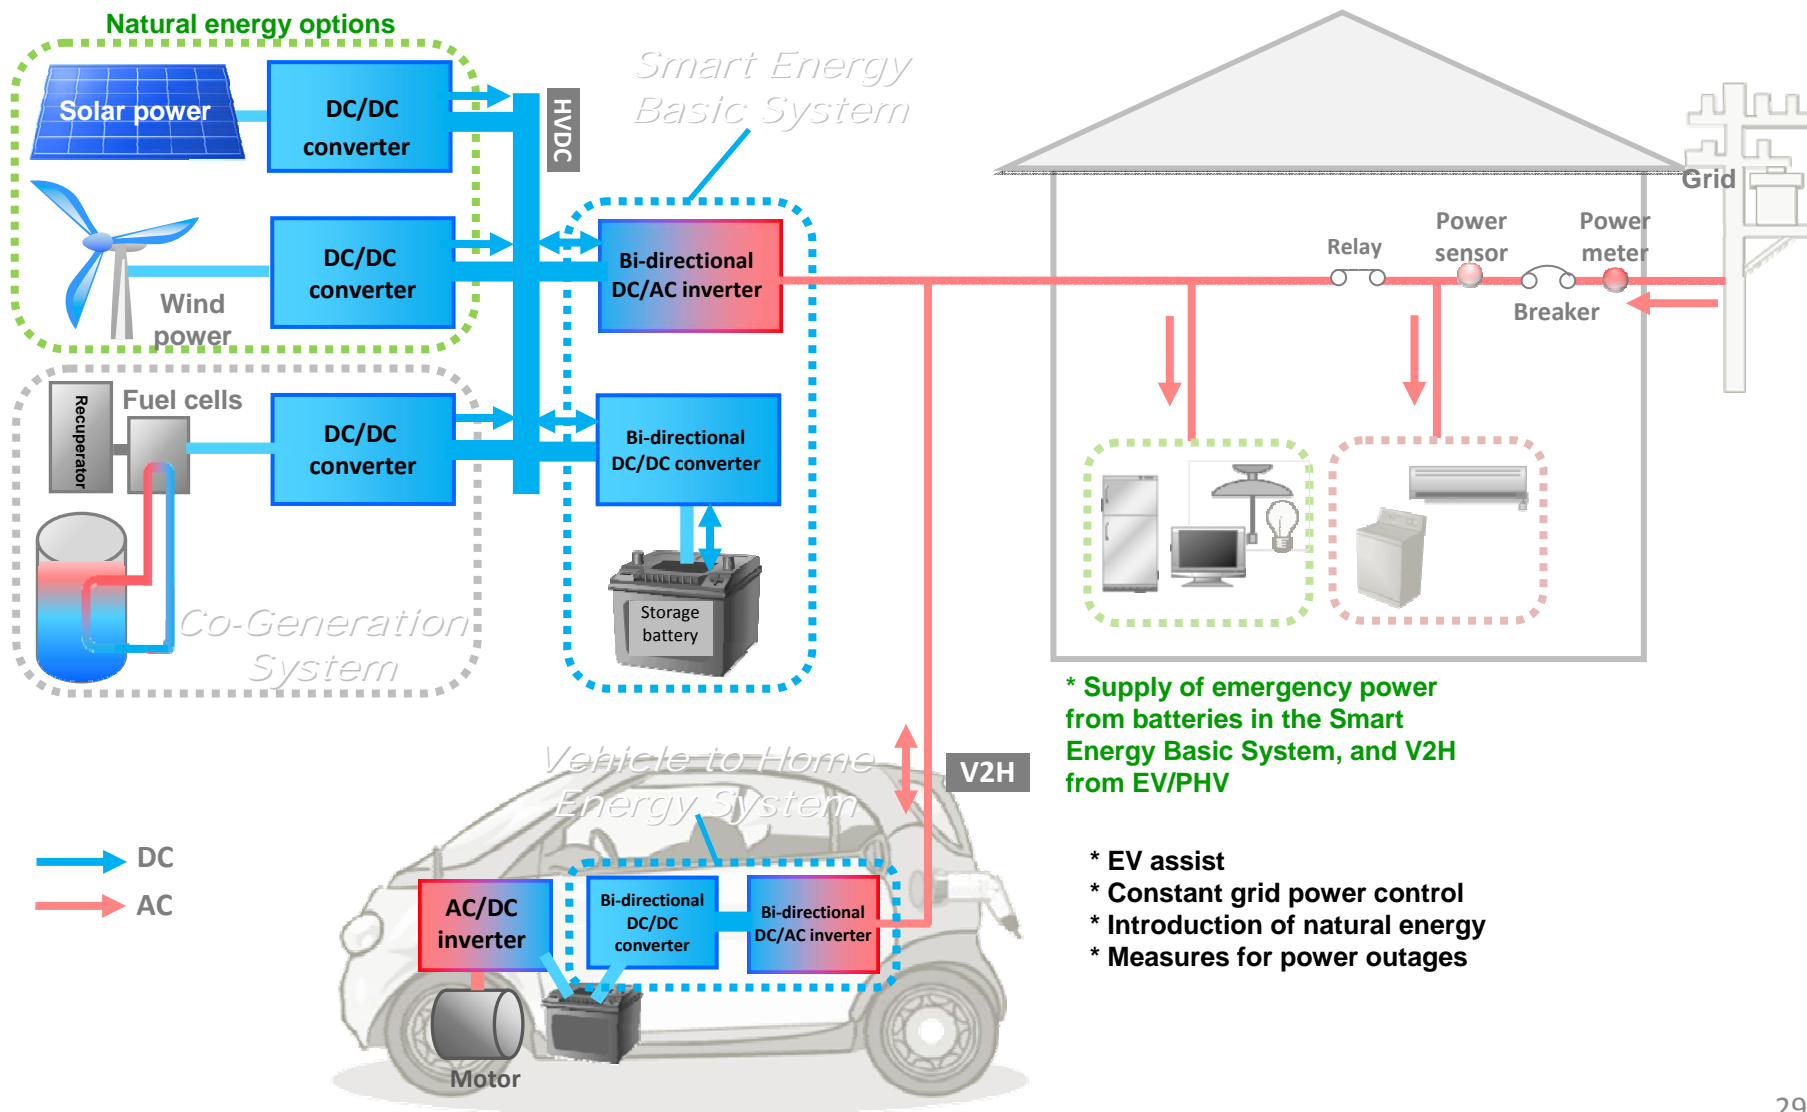 Natural energy options
Solar power
DC/DC
converter
HVDC
Smart Energy
Basic System
Grid
Wind
power
DC/DC
converter
Bi-directional
DC/AC inverter
Relay
Power
sensor
Breaker
Power
meter
Recuperator
Fuel cells
DC/DC
converter
Bi-directional
DC/DC converter
Storage
battery
Co-Generation
System
* Supply of emergency power
from batteries in the Smart
Energy Basic System, and V2H
from EV/PHV
Vehicle to Home
Energy System
V2H
DC
AC
AC/DC
inverter
Bi-directional
DC/DC
converter
Bi-directional
DC/AC inverter
Motor
* EV assist
* Constant grid power control
* Introduction of natural energy
* Measures for power outages
29